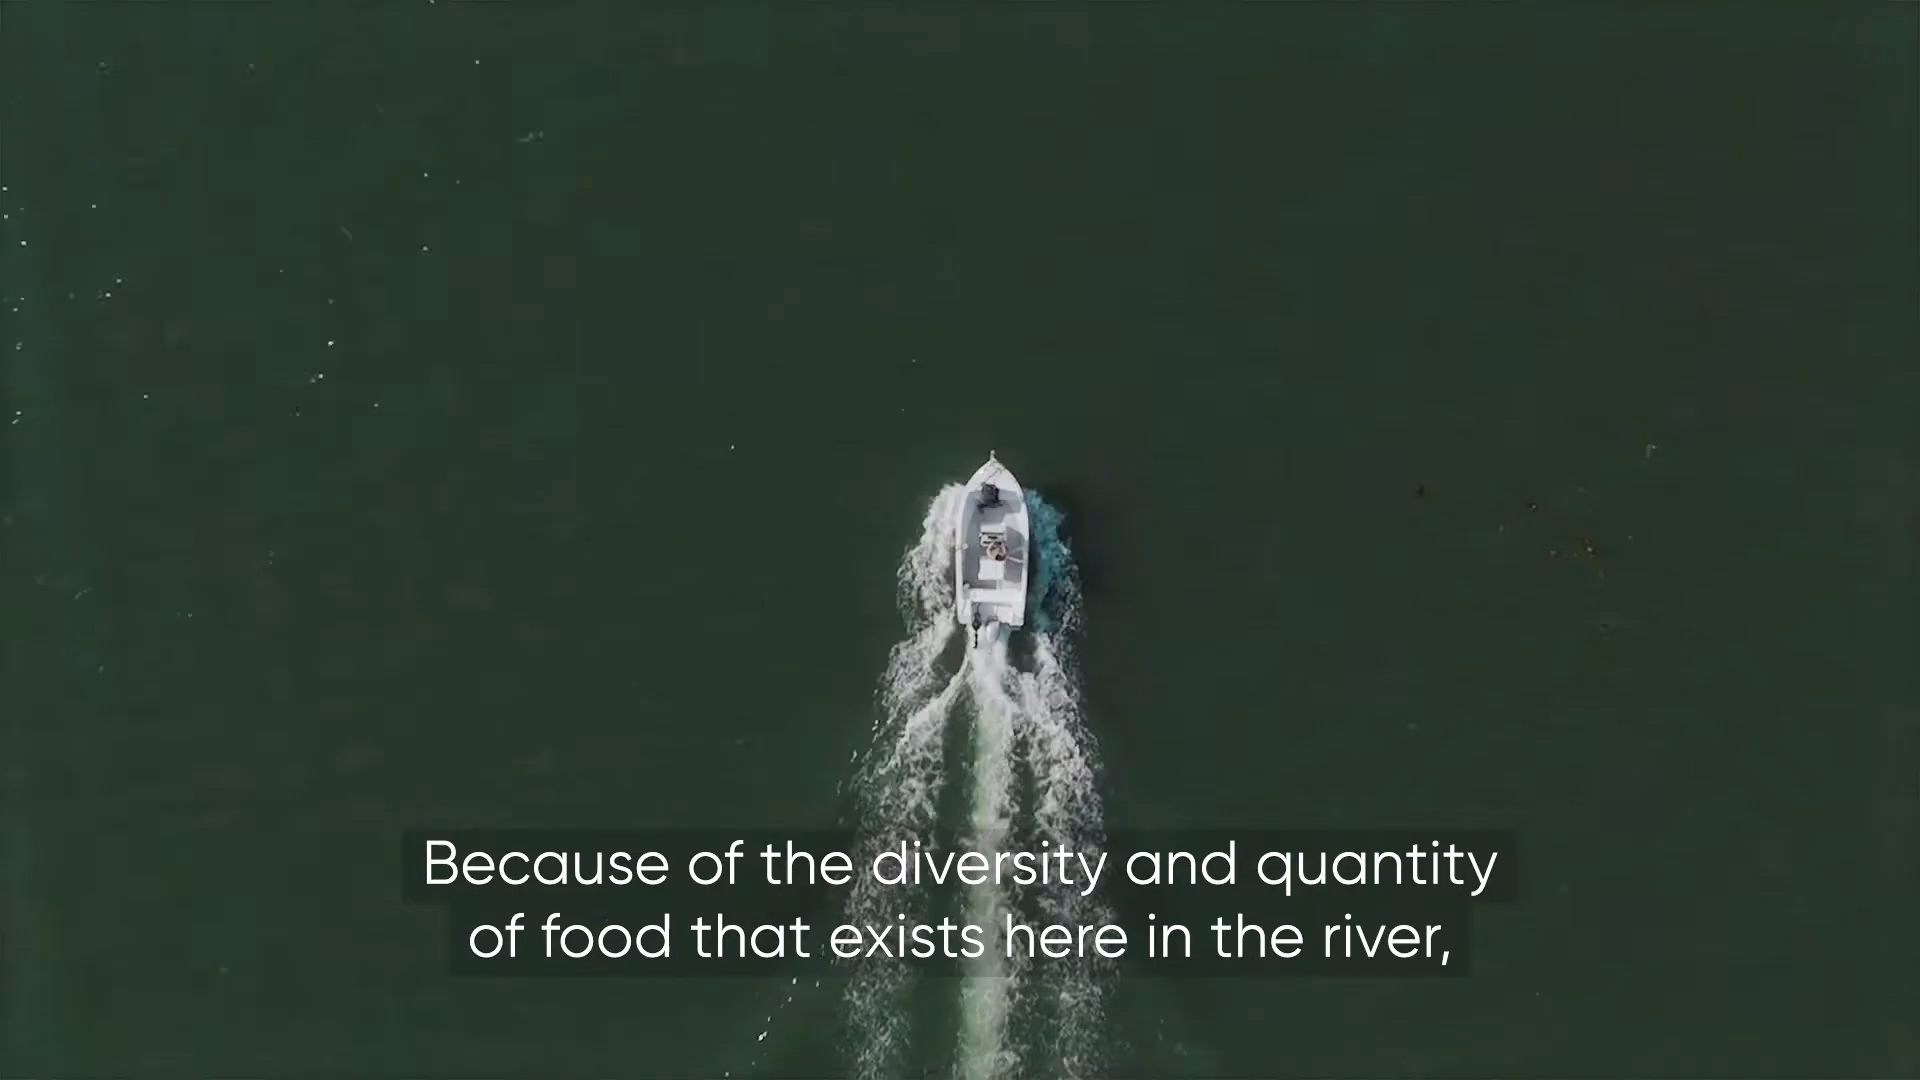 Because of the diversity and quantity
of food that exists here in the river,